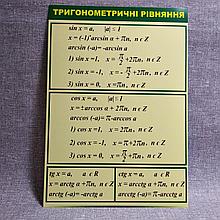 ТРИГОНОМЕТРИЧНІ РІВНЯННЯ
sin x = a, |a| ≤ 1
x = (-1)ⁿarcsin a + πn, n є Z
arcsin (-a)= -arcsin a
1) sin x =1, x = π/2 +2πn, n є Z
2) sin x = -1, x = - π/2 +2πn, n є Z
3) sin x = 0, x = πn, n є Z
cos x = a, |a| ≤ 1
x = ± arccos a + 2πn, n є Z
arccos (-a) = π-arccos a
1) cos x =1, x = 2πn, n є Z
2) cos x = -1, x = π +2πn, n є Z
3) cos x = 0, x = π/2 +πn, n є Z
tg x = a, a є R
x = arctg a +πn, n є Z
arctg (-a) = -arctg a
ctg x = a, a є R
x = arcctg a +πn, n є Z